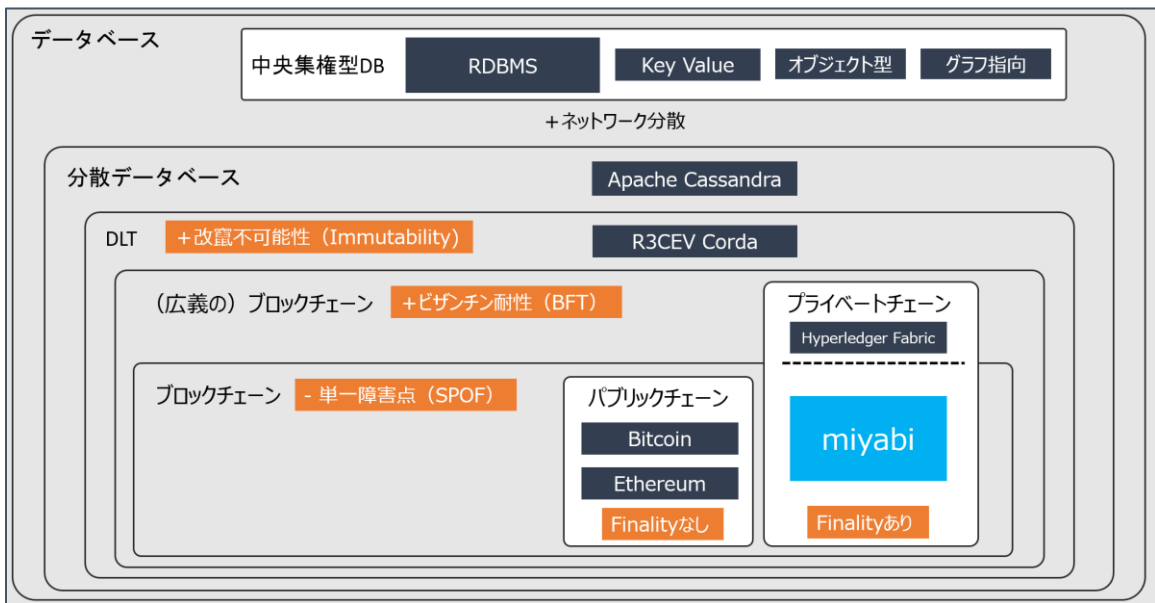 データベース
中央集権型DB RDBMS Key Value オブジェクト型 グラフ指向
+ネットワーク分散
分散データベース Apache Cassandra
DLT +改竄不可能性(Immutability) R3CEV Corda
(広義の)ブロックチェーン +ビザンチン耐性(BFT) プライベートチェーン
Hyperledger Fabric
ブロックチェーン - 単一障害点(SPOF) パブリックチェーン
Bitcoin miyabi
Ethereum
Finalityなし Finalityあり